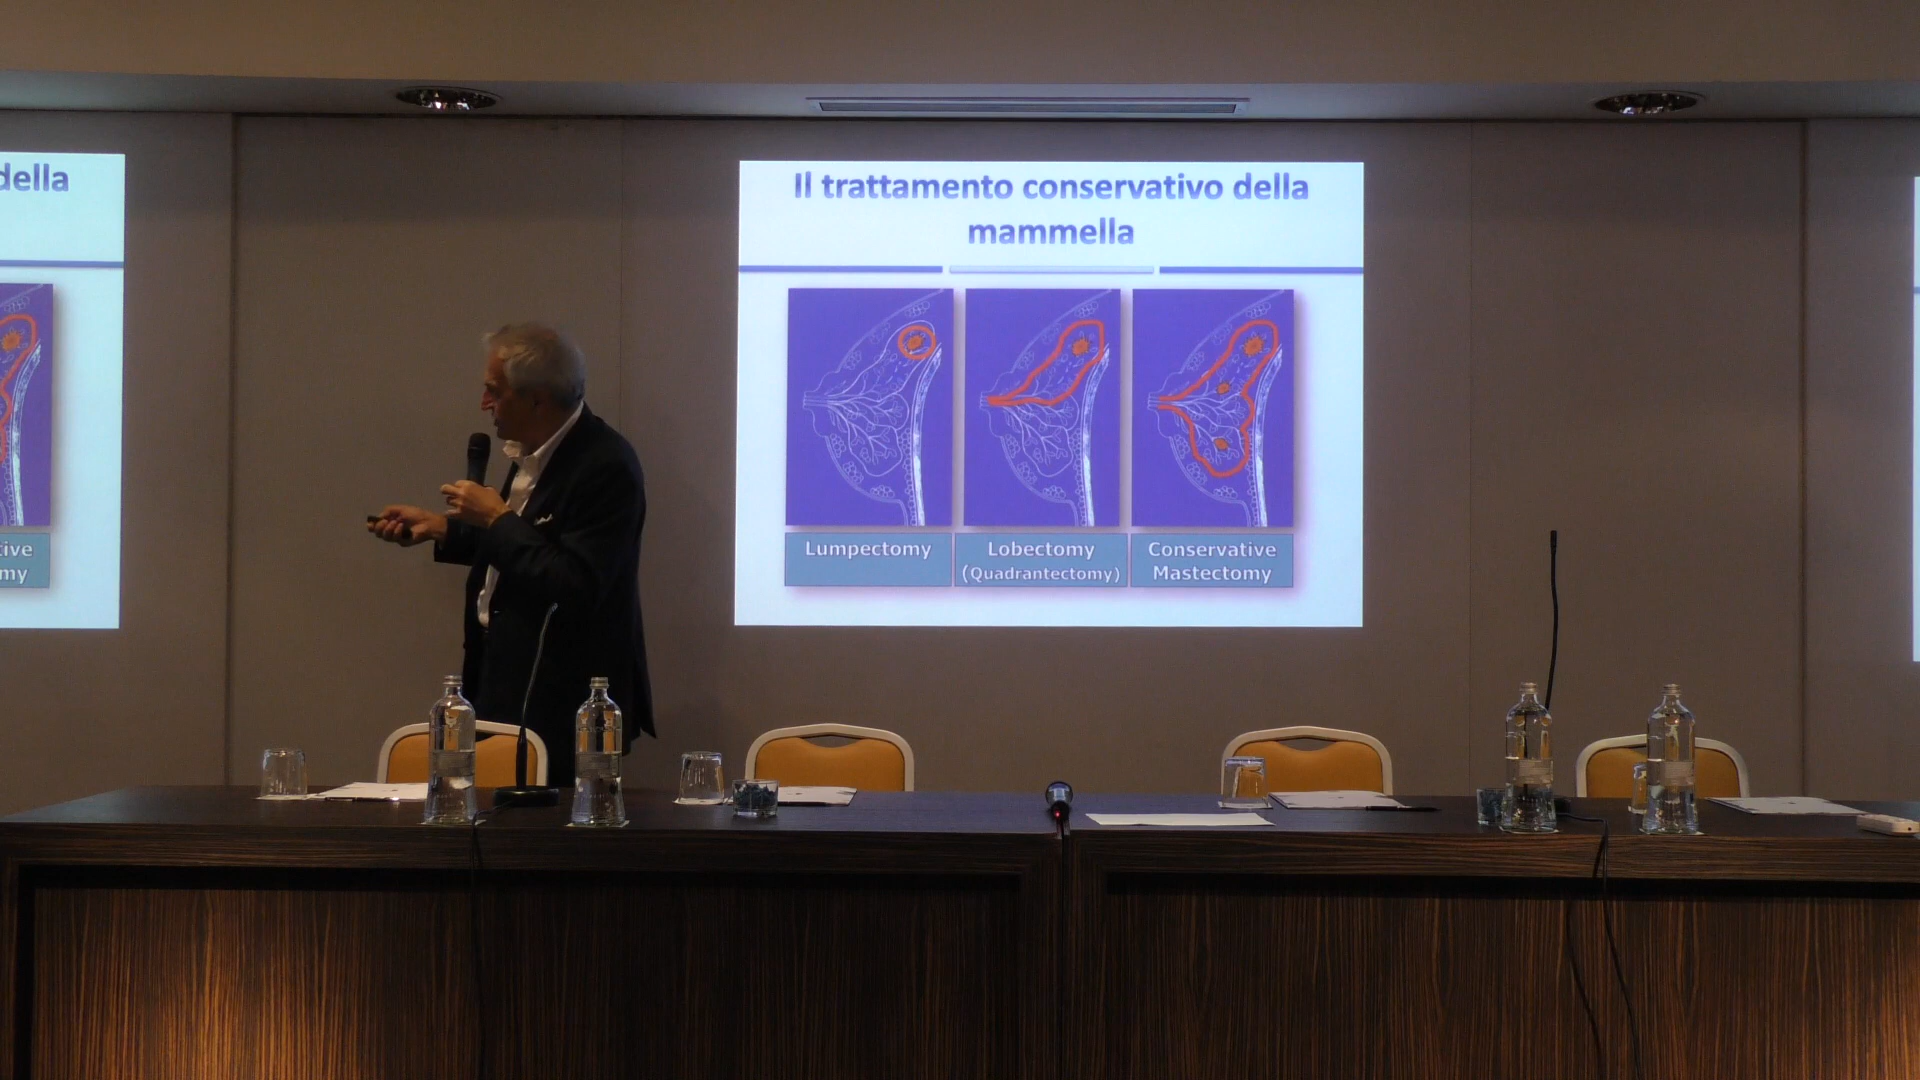 della
tive
my
Il trattamento conservativo della
mammella
Lumpectomy
Lobectomy
(Quadrantectomy)
Conservative
Mastectomy